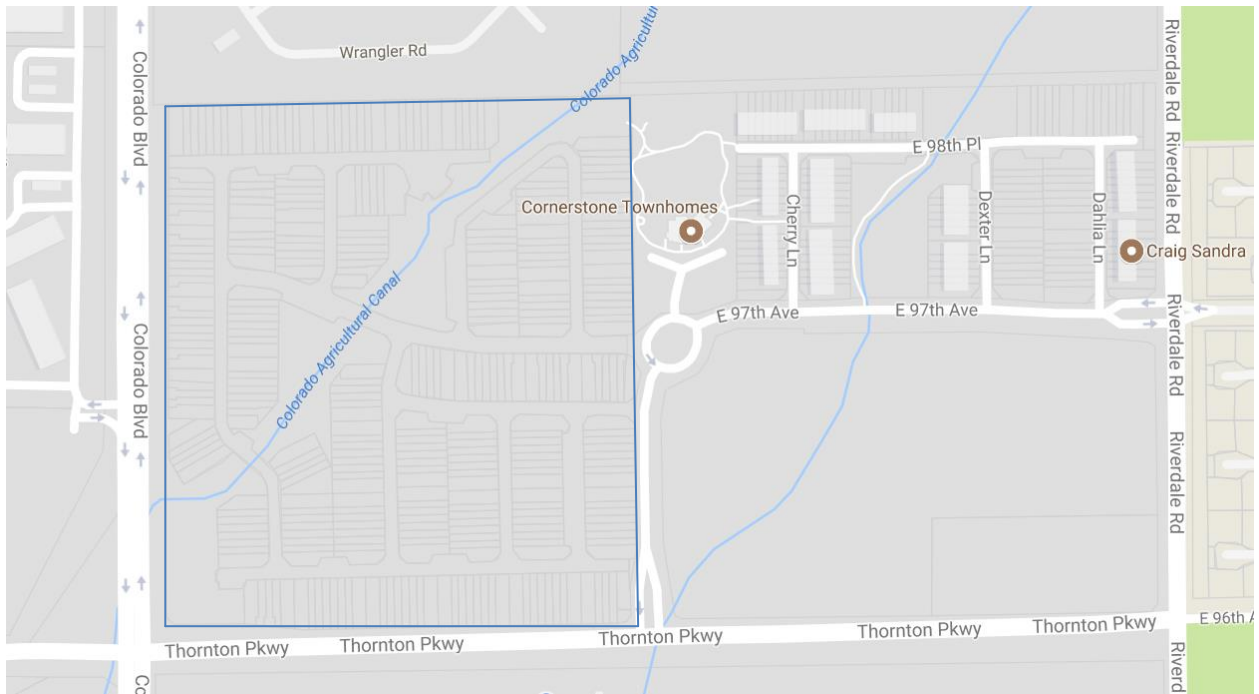 Wrangler Rd
Colorado Agricultural
Colorado Blvd
Riverdale Rd
Riverdale Rd
E 98th Pl
Cornerstone Townhomes
Cherry Ln
Dexter Ln
Dahlia Ln
Craig Sandra
Colorado Agricultural Canal
E 97th Ave
E 97th Ave
Colorado Blvd
Riverdale Rd
Riverdale Rd
Thornton Pkwy
Thornton Pkwy
Thornton Pkwy
Thornton Pkwy
Thornton Pkwy
E 96th A
Co
Riverd